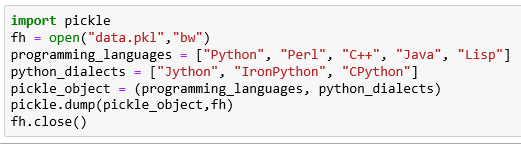 import pickle
fh = open("data.pkl","bw")
programming_languages = ["Python", "Perl", "C++", "Java", "Lisp"]
python_dialects = ["Jython", "IronPython", "CPython"]
pickle_object = (programming_languages, python_dialects)
pickle.dump(pickle_object,fh)
fh.close()